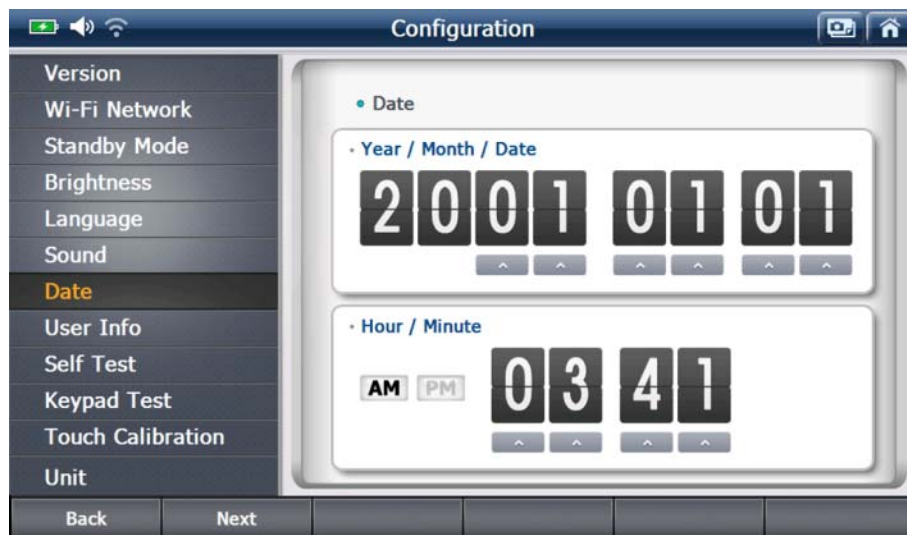 Configuration
Version
Wi-Fi Network
Standby Mode
Brightness
Language
Sound
Date
User Info
Self Test
Keypad Test
Touch Calibration
Unit
• Date
· Year / Month / Date
2001 01 01
· Hour / Minute
AM PM 03 41
Back Next